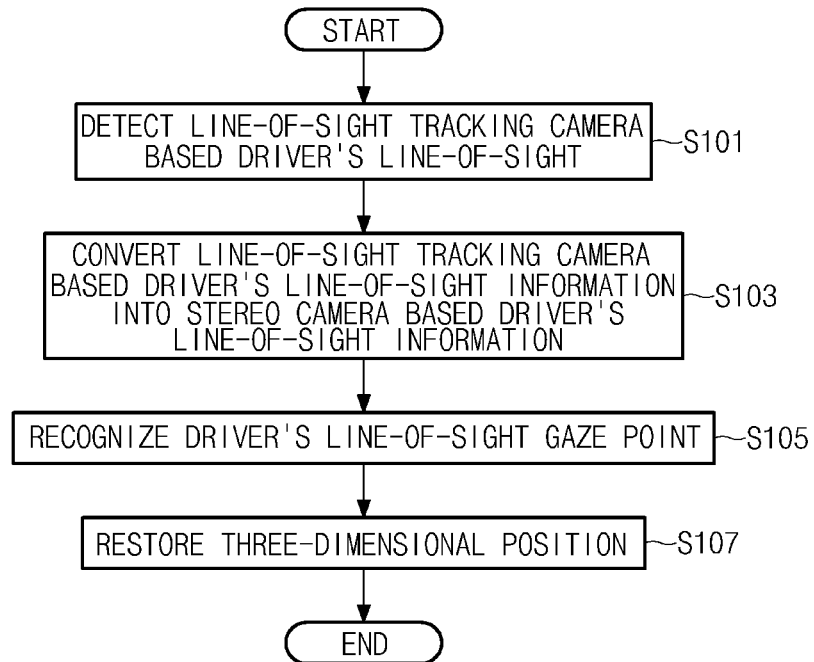 START
DETECT LINE-OF-SIGHT TRACKING CAMERA
BASED DRIVER'S LINE-OF-SIGHT
S101
CONVERT LINE-OF-SIGHT TRACKING CAMERA
BASED DRIVER'S LINE-OF-SIGHT INFORMATION
INTO STEREO CAMERA BASED DRIVER'S
LINE-OF-SIGHT INFORMATION
S103
RECOGNIZE DRIVER'S LINE-OF-SIGHT GAZE POINT
S105
RESTORE THREE-DIMENSIONAL POSITION
S107
END